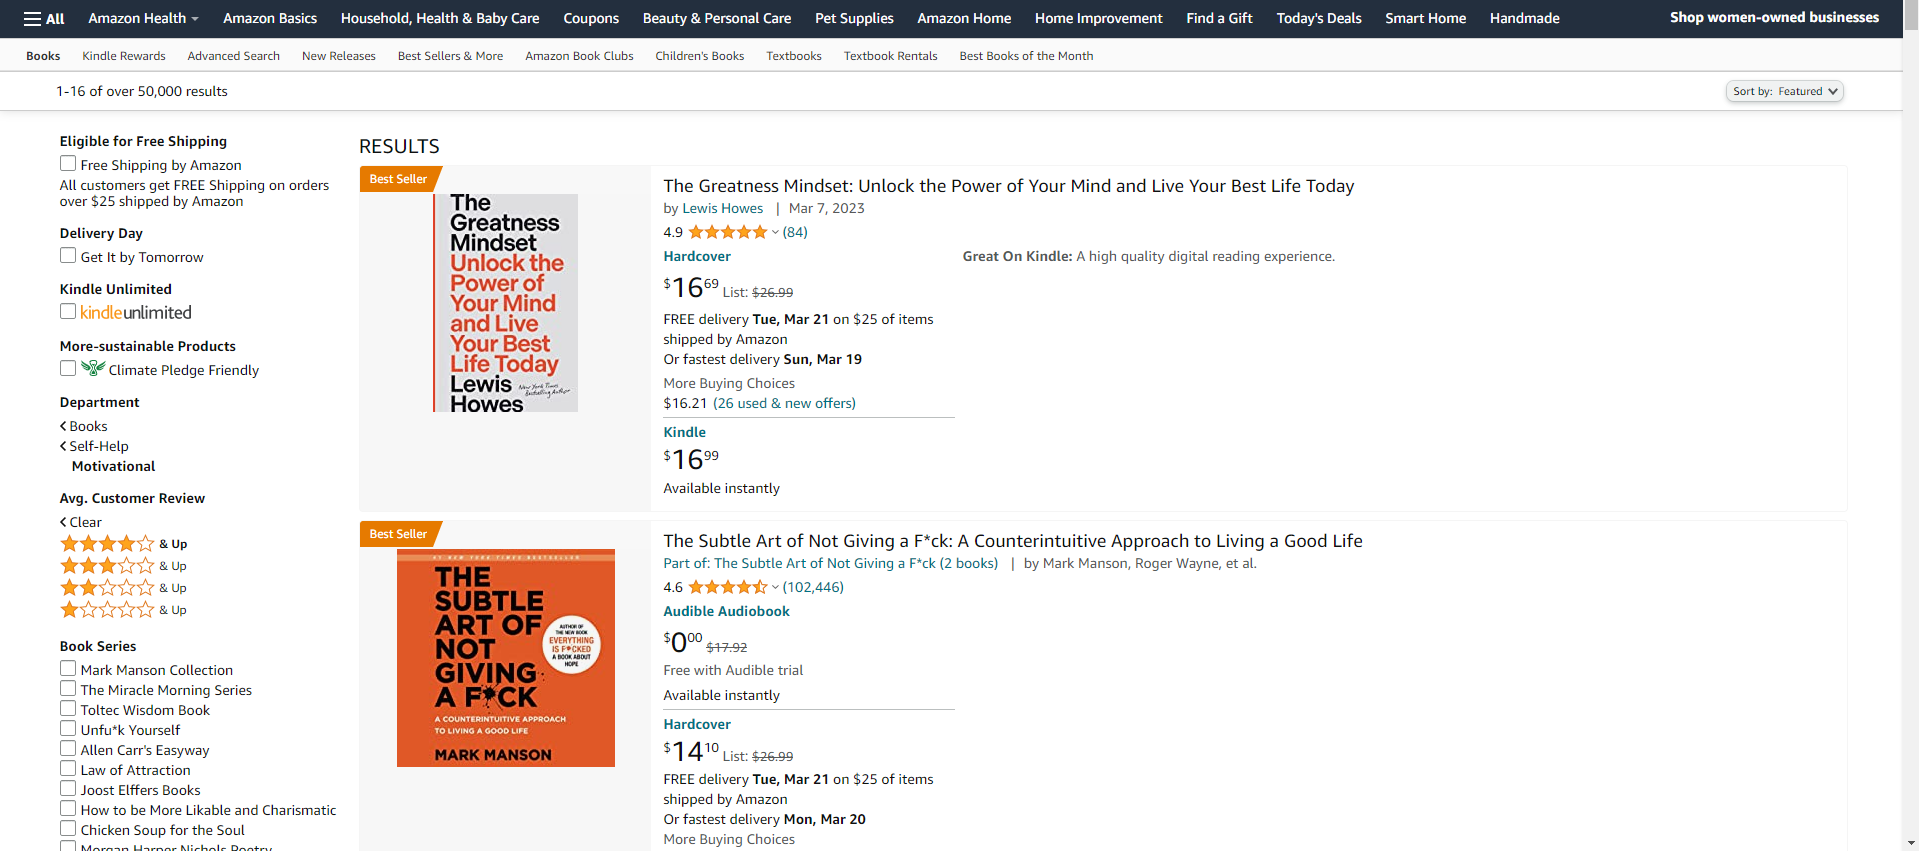 All
Amazon Health
Amazon Basics
Household, Health & Baby Care
Coupons
Beauty & Personal Care
Pet Supplies
Amazon Home
Home Improvement
Find a Gift
Today's Deals
Smart Home
Handmade
Shop women-owned businesses
Books
Kindle Rewards
Advanced Search
New Releases
Best Sellers & More
Amazon Book Clubs
Children's Books
Textbooks
Textbook Rentals
Best Books of the Month
1-16 of over 50,000 results
Sort by: Featured
Eligible for Free Shipping
Free Shipping by Amazon
All customers get FREE Shipping on orders
over $25 shipped by Amazon
Delivery Day
Get It by Tomorrow
Kindle Unlimited
kindleunlimited
More-sustainable Products
Climate Pledge Friendly
Department
Books
Self-Help
Motivational
Avg. Customer Review
Clear
& Up
& Up
& Up
& Up
Book Series
Mark Manson Collection
The Miracle Morning Series
Toltec Wisdom Book
Unfu*k Yourself
Allen Carr's Easyway
Law of Attraction
Joost Elffers Books
How to be More Likable and Charismatic
Chicken Soup for the Soul
Morgan Harper Nichols Poetry
RESULTS
Best Seller
The
Greatness
Mindset
Unlock the
Power of
Your Mind
and Live
Your Best
Life Today
Lewis
New York Times
Bestselling Author
Howes
The Greatness Mindset: Unlock the Power of Your Mind and Live Your Best Life Today
by Lewis Howes | Mar 7, 2023
4.9 (84)
Hardcover
$16 69 List: $26.99
FREE delivery Tue, Mar 21 on $25 of items
shipped by Amazon
Or fastest delivery Sun, Mar 19
More Buying Choices
$16.21 (26 used & new offers)
Kindle
$16 99
Available instantly
Great On Kindle: A high quality digital reading experience.
Best Seller
#1 NEW YORK TIMES BESTSELLER
THE
SUBTLE
ART OF
NOT
GIVING
A F*CK
AUTHOR OF
THE NEW BOOK
EVERYTHING
IS F*CKED
A BOOK ABOUT
HOPE
A COUNTERINTUITIVE APPROACH
TO LIVING A GOOD LIFE
MARK MANSON
The Subtle Art of Not Giving a F*ck: A Counterintuitive Approach to Living a Good Life
Part of: The Subtle Art of Not Giving a F*ck (2 books) | by Mark Manson, Roger Wayne, et al.
4.6 (102,446)
Audible Audiobook
$0 00 $17.92
Free with Audible trial
Available instantly
Hardcover
$14 10 List: $26.99
FREE delivery Tue, Mar 21 on $25 of items
shipped by Amazon
Or fastest delivery Mon, Mar 20
More Buying Choices